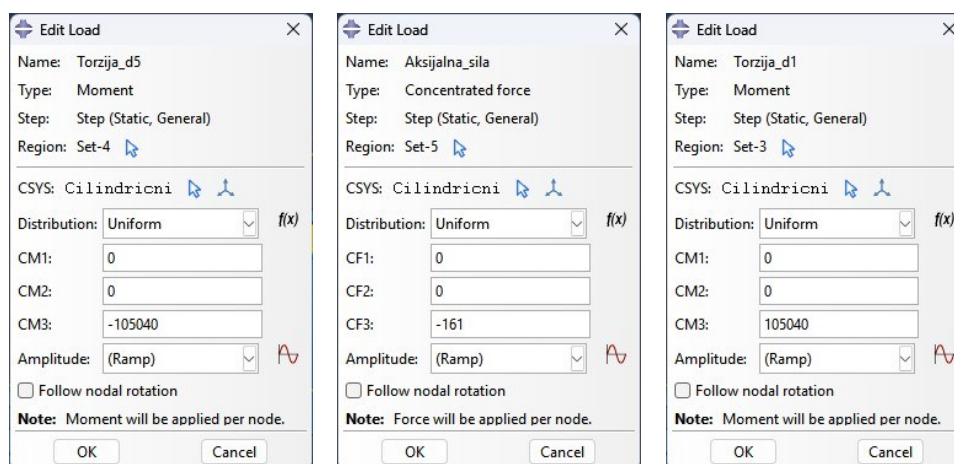 Edit Load
Name: Torzija_d5
Type: Moment
Step: Step (Static, General)
Region: Set-4
CSYS: Cilindricni
Distribution: Uniform f(x)
CM1: 0
CM2: 0
CM3: -105040
Amplitude: (Ramp)
Follow nodal rotation
Note: Moment will be applied per node.
OK Cancel
Edit Load
Name: Aksijalna_sila
Type: Concentrated force
Step: Step (Static, General)
Region: Set-5
CSYS: Cilindricni
Distribution: Uniform f(x)
CF1: 0
CF2: 0
CF3: -161
Amplitude: (Ramp)
Follow nodal rotation
Note: Force will be applied per node.
OK Cancel
Edit Load
Name: Torzija_d1
Type: Moment
Step: Step (Static, General)
Region: Set-3
CSYS: Cilindricni
Distribution: Uniform f(x)
CM1: 0
CM2: 0
CM3: 105040
Amplitude: (Ramp)
Follow nodal rotation
Note: Moment will be applied per node.
OK Cancel